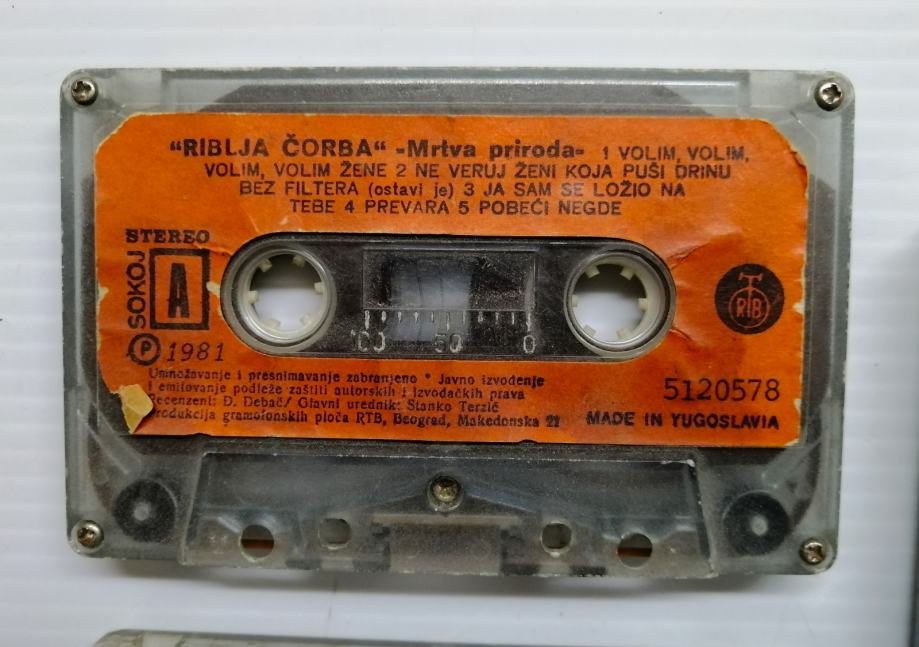 "RIBLJA ČORBA" -Mrtva priroda- 1 VOLIM, VOLIM,
VOLIM, VOLIM ŽENE 2 NE VERUJ ŽENI KOJA PUŠI DRINU
BEZ FILTERA (ostavi je) 3 JA SAM SE LOŽIO NA
TEBE 4 PREVARA 5 POBEĆI NEGDE
STEREO
SOKOJ
A
RTB
100 50 0
℗ 1981
Umnožavanje i presnimavanje zabranjeno * Javno izvođenje
i emitovanje podleže zaštiti autorskih i izvođačkih prava
Recenzent: D. Debač/ Glavni urednik: Stanko Terzić
Produkcija gramofonskih ploča RTB, Beograd, Makedonska 21
5120578
MADE IN YUGOSLAVIA